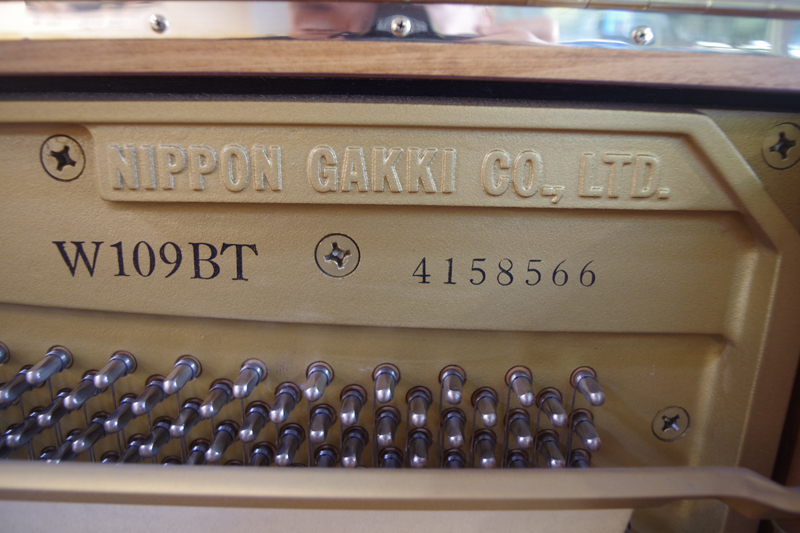 NIPPON GAKKI CO., LTD.
W109BT 4158566